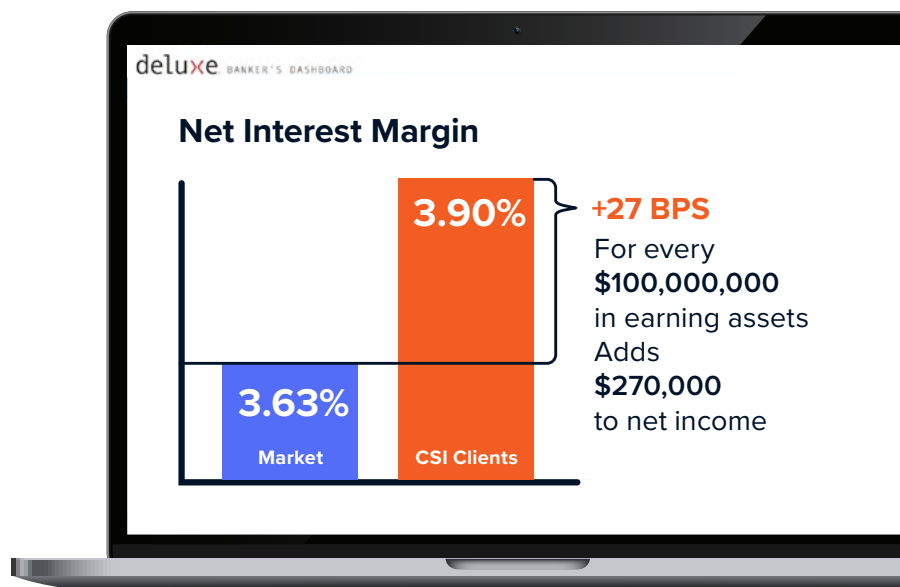 deluxe. BANKER'S DASHBOARD
Net Interest Margin
3.90%
+27 BPS
For every
$100,000,000
in earning assets
Adds
$270,000
to net income
3.63%
Market
CSI Clients